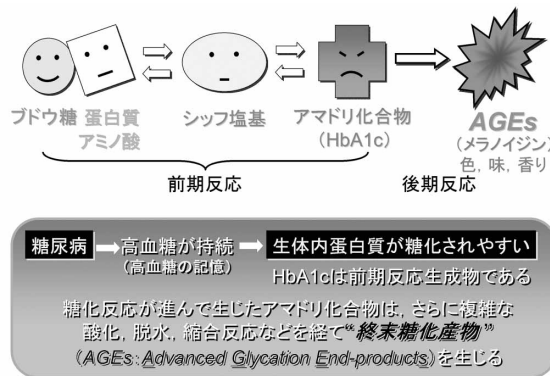 ブドウ糖 蛋白質
アミノ酸
シッフ塩基
アマドリ化合物
(HbA1c)
AGEs
(メラノイジン)
色, 味, 香り
前期反応
後期反応
糖尿病
高血糖が持続
(高血糖の記憶)
生体内蛋白質が糖化されやすい
HbA1cは前期反応生成物である
糖化反応が進んで生じたアマドリ化合物は, さらに複雑な
酸化, 脱水, 縮合反応などを経て“終末糖化産物”
(AGEs:Advanced Glycation End-products)を生じる